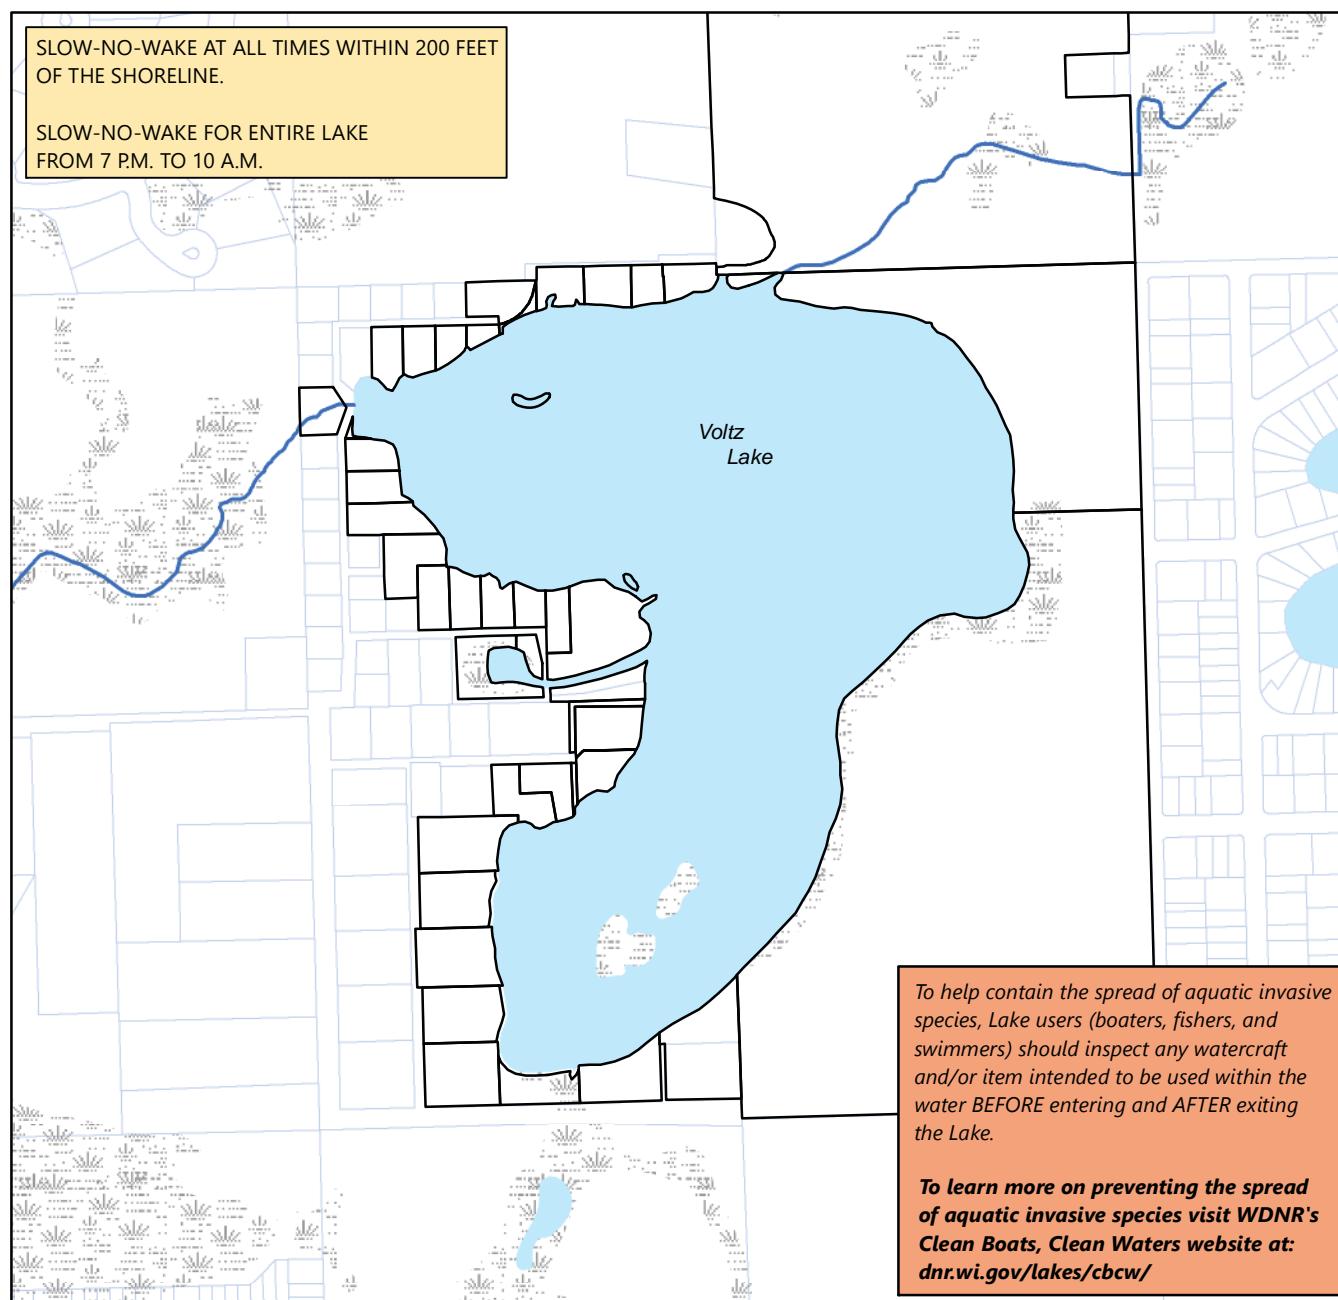 SLOW-NO-WAKE AT ALL TIMES WITHIN 200 FEET
OF THE SHORELINE.
SLOW-NO-WAKE FOR ENTIRE LAKE
FROM 7 P.M. TO 10 A.M.
Voltz
Lake
To help contain the spread of aquatic invasive
species, Lake users (boaters, fishers, and
swimmers) should inspect any watercraft
and/or item intended to be used within the
water BEFORE entering and AFTER exiting
the Lake.
To learn more on preventing the spread
of aquatic invasive species visit WDNR's
Clean Boats, Clean Waters website at:
dnr.wi.gov/lakes/cbcw/